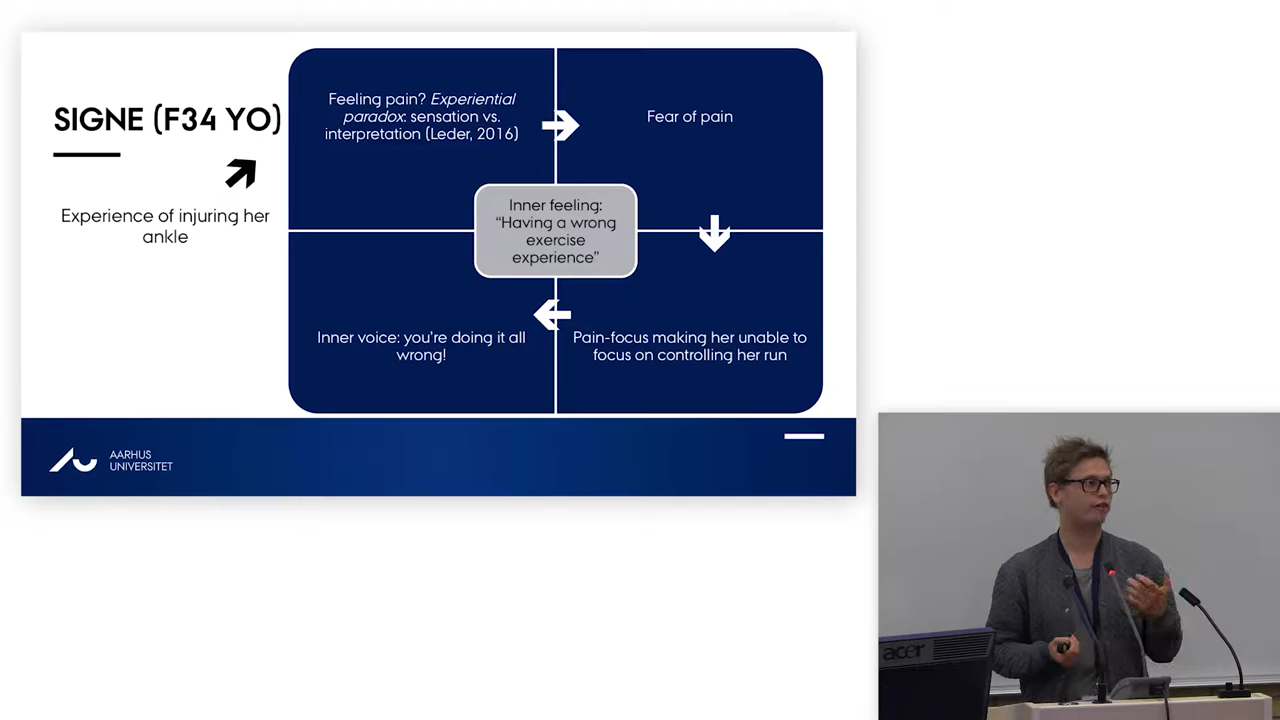 SIGNE (F34 YO)
Experience of injuring her
ankle
Feeling pain? Experiential
paradox: sensation vs.
interpretation (Leder, 2016)
Fear of pain
Inner feeling:
“Having a wrong
exercise
experience”
Inner voice: you’re doing it all
wrong!
Pain-focus making her unable to
focus on controlling her run
AARHUS
UNIVERSITET
acer